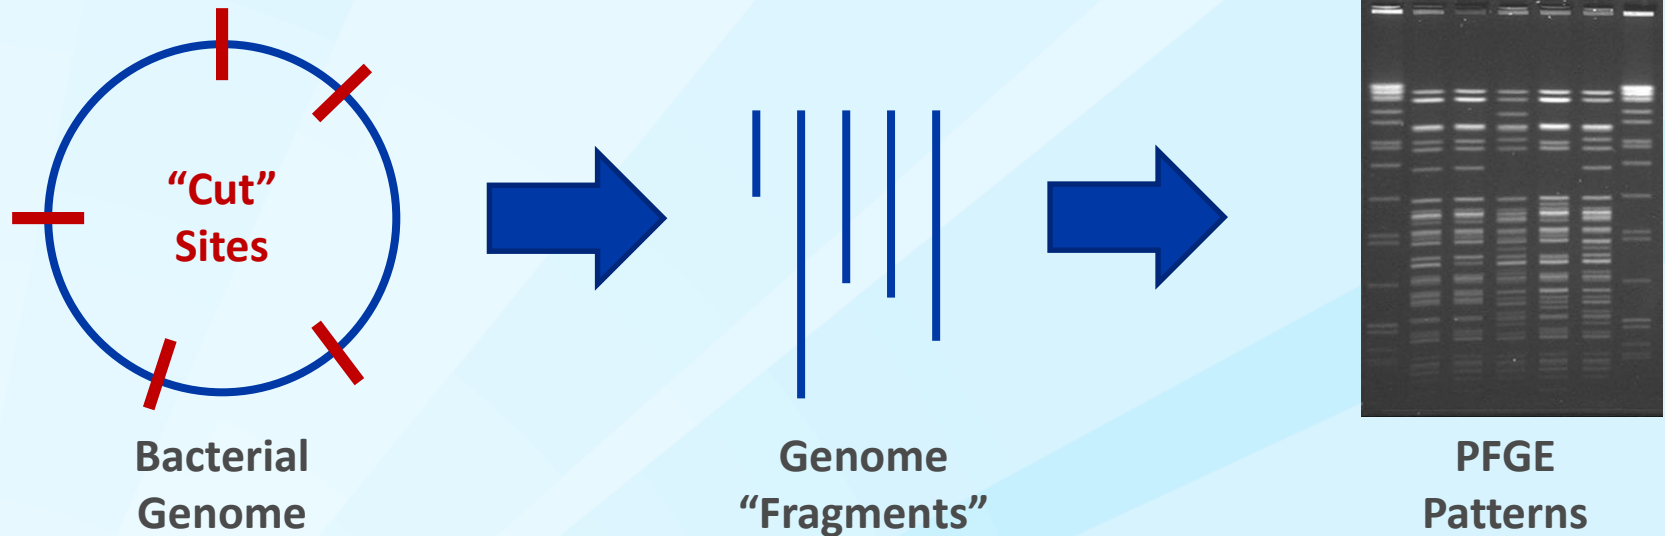 “Cut”
Sites
Bacterial
Genome
Genome
“Fragments”
PFGE
Patterns